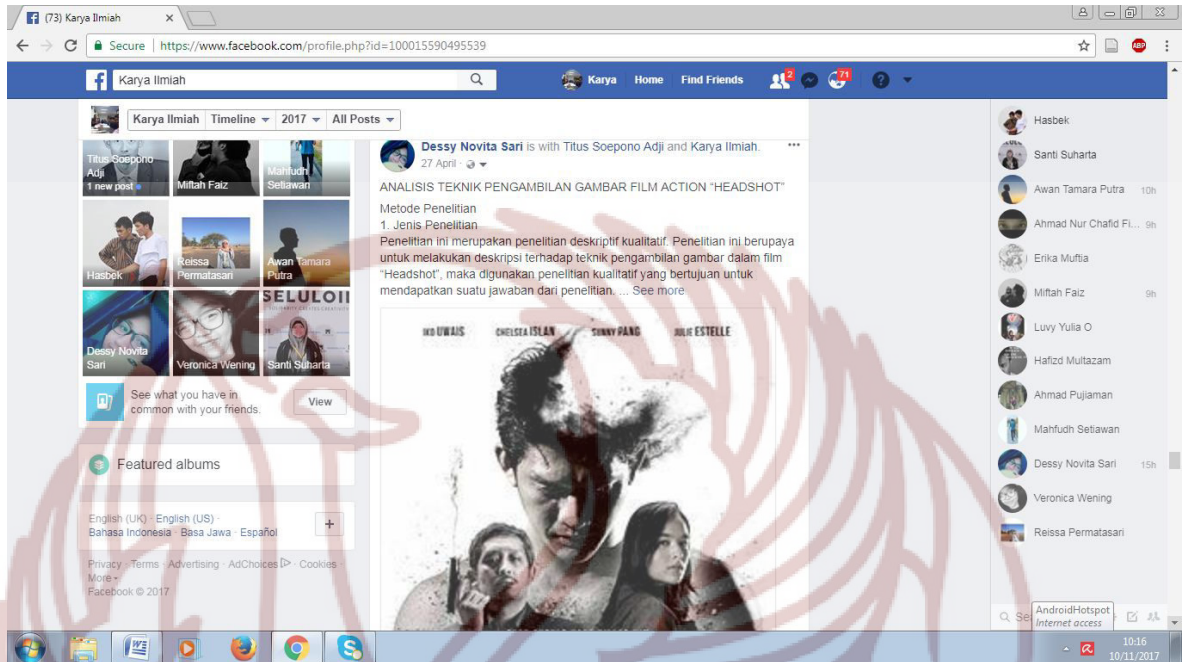 (73) Karya Ilmiah
Secure | https://www.facebook.com/profile.php?id=100015590495539
ABP
Karya Ilmiah
Karya Home Find Friends 2 71
Karya Ilmiah Timeline 2017 All Posts
Titus Soepono
Adji
1 new post
Miftah Faiz
Mahfudh
Setiawan
Hasbek
Reissa
Permatasari
Awan Tamara
Putra
SELULOI
Dessy Novita
Sari
Veronica Wening
Santi Suharta
See what you have in
common with your friends.
View
Featured albums
English (UK) · English (US) ·
Bahasa Indonesia · Basa Jawa · Español
Privacy · Terms · Advertising · AdChoices · Cookies ·
More
Facebook © 2017
Dessy Novita Sari is with Titus Soepono Adji and Karya Ilmiah.
27 April ·
ANALISIS TEKNIK PENGAMBILAN GAMBAR FILM ACTION “HEADSHOT”
Metode Penelitian
1. Jenis Penelitian
Penelitian ini merupakan penelitian deskriptif kualitatif. Penelitian ini berupaya
untuk melakukan deskripsi terhadap teknik pengambilan gambar dalam film
“Headshot”, maka digunakan penelitian kualitatif yang bertujuan untuk
mendapatkan suatu jawaban dari penelitian. ... See more
IKO UWAIS CHELSEA ISLAN SUNNY PANG JULIE ESTELLE
Hasbek
Santi Suharta
Awan Tamara Putra 10h
Ahmad Nur Chafid Fi... 9h
Erika Muftia
Miftah Faiz 9h
Luvy Yulia O
Hafizd Multazam
Ahmad Pujiaman
Mahfudh Setiawan
Dessy Novita Sari 15h
Veronica Wening
Reissa Permatasari
AndroidHotspot
Internet access
10:16
10/11/2017